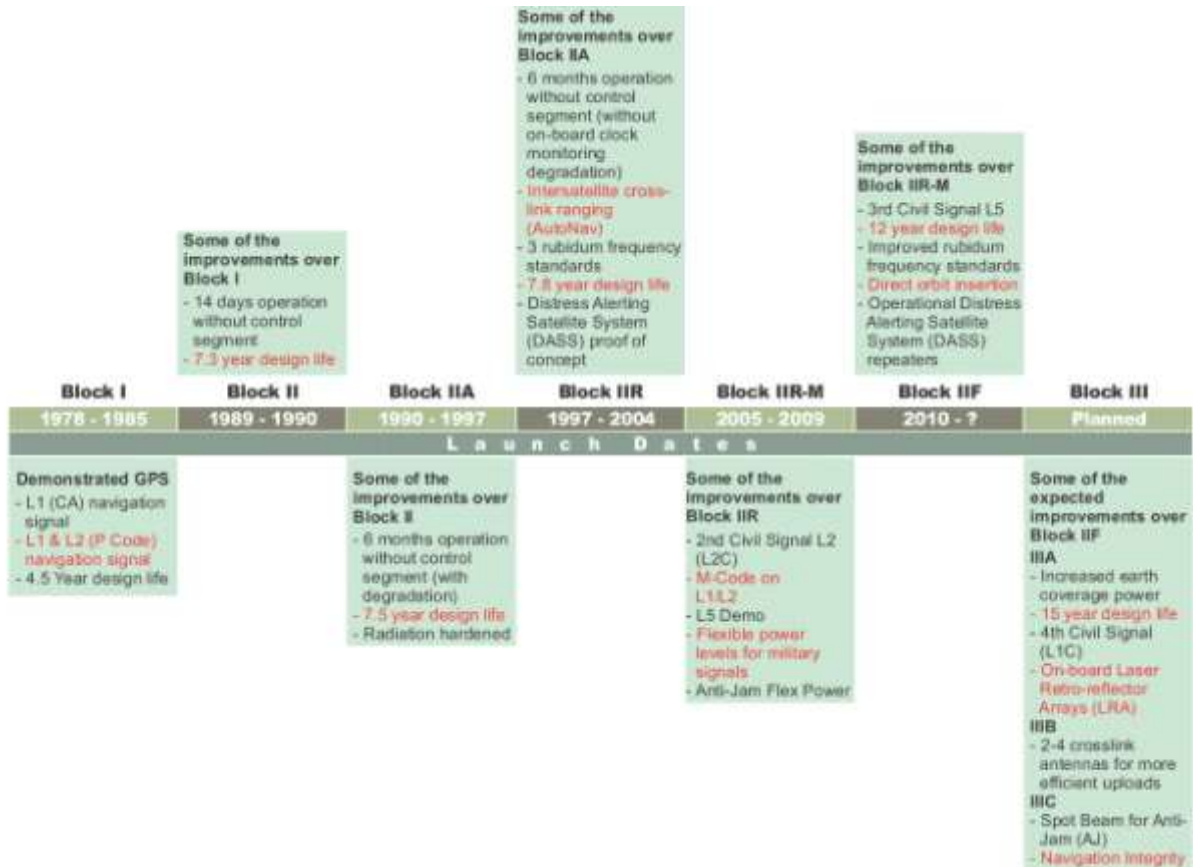 Some of the
improvements over
Block IIA
- 6 months operation
without control
segment (without
on-board clock
monitoring
degradation)
- Intersatellite cross-
link ranging
(AutoNav)
- 3 rubidum frequency
standards
- 7.8 year design life
- Distress Alerting
Satellite System
(DASS) proof of
concept
Some of the
improvements over
Block IIR-M
- 3rd Civil Signal L5
- 12 year design life
- Improved rubidum
frequency standards
- Direct orbit insertion
- Operational Distress
Alerting Satellite
System (DASS)
repeaters
Some of the
improvements over
Block I
- 14 days operation
without control
segment
- 7.3 year design life
Block I Block II Block IIA Block IIR Block IIR-M Block IIF Block III
1978 - 1985 1989 - 1990 1990 - 1997 1997 - 2004 2005 - 2009 2010 - ? Planned
Launch Dates
Demonstrated GPS
- L1 (CA) navigation
signal
- L1 & L2 (P Code)
navigation signal
- 4.5 Year design life
Some of the
improvements over
Block II
- 6 months operation
without control
segment (with
degradation)
- 7.5 year design life
- Radiation hardened
Some of the
improvements over
Block IIR
- 2nd Civil Signal L2
(L2C)
- M-Code on
L1/L2
- L5 Demo
- Flexible power
levels for military
signals
- Anti-Jam Flex Power
Some of the
expected
improvements over
Block IIF
IIIA
- Increased earth
coverage power
- 15 year design life
- 4th Civil Signal
(L1C)
- On-board Laser
Retro-reflector
Arrays (LRA)
IIIB
- 2-4 crosslink
antennas for more
efficient uploads
IIIC
- Spot Beam for Anti-
Jam (AJ)
- Navigation Integrity